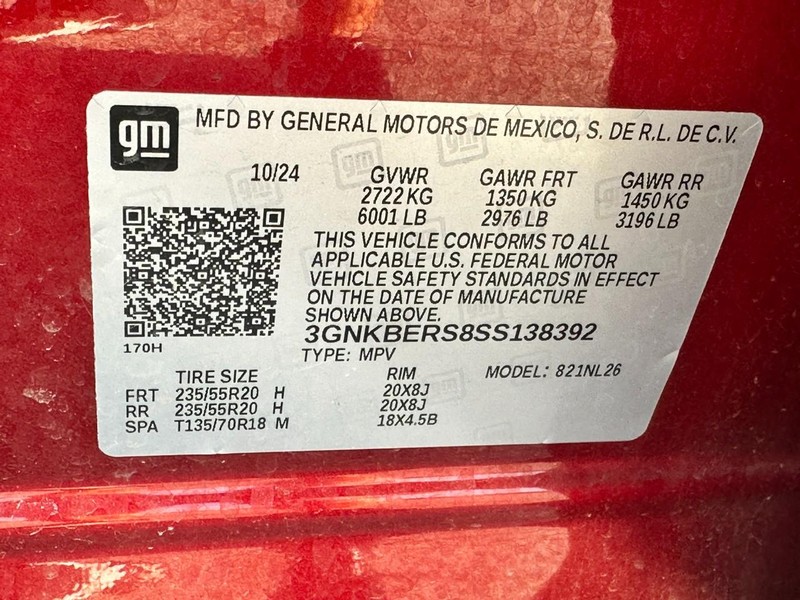 gm MFD BY GENERAL MOTORS DE MEXICO, S. DE R.L. DE C.V.
10/24 GVWR GAWR FRT GAWR RR
2722 KG 1350 KG 1450 KG
6001 LB 2976 LB 3196 LB
THIS VEHICLE CONFORMS TO ALL
APPLICABLE U.S. FEDERAL MOTOR
VEHICLE SAFETY STANDARDS IN EFFECT
ON THE DATE OF MANUFACTURE
SHOWN ABOVE.
3GNKBERS8SS138392
170H
TYPE: MPV MODEL: 821NL26
TIRE SIZE RIM
FRT 235/55R20 H 20X8J
RR 235/55R20 H 20X8J
SPA T135/70R18 M 18X4.5B